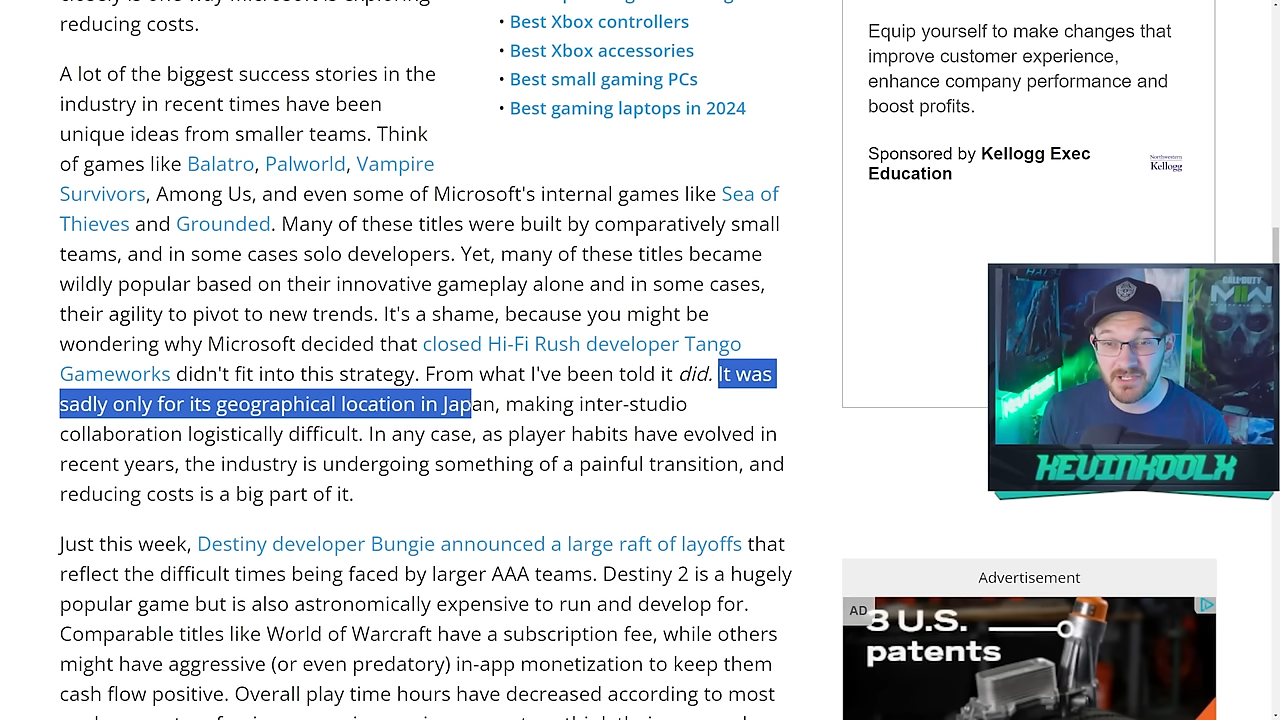 reducing costs.
A lot of the biggest success stories in the
industry in recent times have been
unique ideas from smaller teams. Think
of games like Balatro, Palworld, Vampire
Survivors, Among Us, and even some of Microsoft's internal games like Sea of
Thieves and Grounded. Many of these titles were built by comparatively small
teams, and in some cases solo developers. Yet, many of these titles became
wildly popular based on their innovative gameplay alone and in some cases,
their agility to pivot to new trends. It's a shame, because you might be
wondering why Microsoft decided that closed Hi-Fi Rush developer Tango
Gameworks didn't fit into this strategy. From what I've been told it did. It was
sadly only for its geographical location in Japan, making inter-studio
collaboration logistically difficult. In any case, as player habits have evolved in
recent years, the industry is undergoing something of a painful transition, and
reducing costs is a big part of it.
Just this week, Destiny developer Bungie announced a large raft of layoffs that
reflect the difficult times being faced by larger AAA teams. Destiny 2 is a hugely
popular game but is also astronomically expensive to run and develop for.
Comparable titles like World of Warcraft have a subscription fee, while others
might have aggressive (or even predatory) in-app monetization to keep them
cash flow positive. Overall play time hours have decreased according to most
• Best Xbox controllers
• Best Xbox accessories
• Best small gaming PCs
• Best gaming laptops in 2024
Equip yourself to make changes that
improve customer experience,
enhance company performance and
boost profits.
Sponsored by Kellogg Exec
Education
Northwestern
Kellogg
CALL OF DUTY
MWII
KEVINKOOLX
Advertisement
AD
3 U.S.
patents